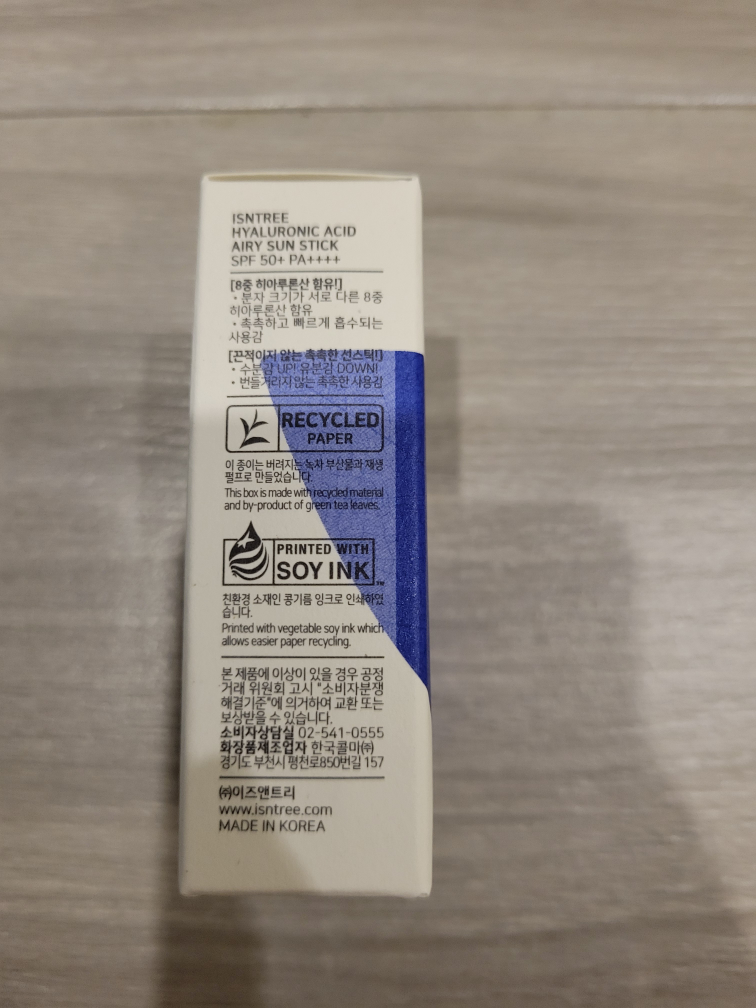 ISNTREE
HYALURONIC ACID
AIRY SUN STICK
SPF 50+ PA++++
[8중 히아루론산 함유!]
• 분자 크기가 서로 다른 8중
히아루론산 함유
• 촉촉하고 빠르게 흡수되는
사용감
[끈적이지 않는 촉촉한 선스틱!]
• 수분감 UP! 유분감 DOWN!
• 번들거리지 않는 촉촉한 사용감
RECYCLED
PAPER
이 종이는 버려지는 녹차 부산물과 재생
펄프로 만들었습니다.
This box is made with recycled material
and by-product of green tea leaves.
PRINTED WITH
SOY INK™
친환경 소재인 콩기름 잉크로 인쇄하였
습니다.
Printed with vegetable soy ink which
allows easier paper recycling.
본 제품에 이상이 있을 경우 공정
거래 위원회 고시 "소비자분쟁
해결기준"에 의거하여 교환 또는
보상받을 수 있습니다.
소비자상담실 02-541-0555
화장품제조업자 한국콜마㈜
경기도 부천시 평천로850번길 157
㈜이즈앤트리
www.isntree.com
MADE IN KOREA